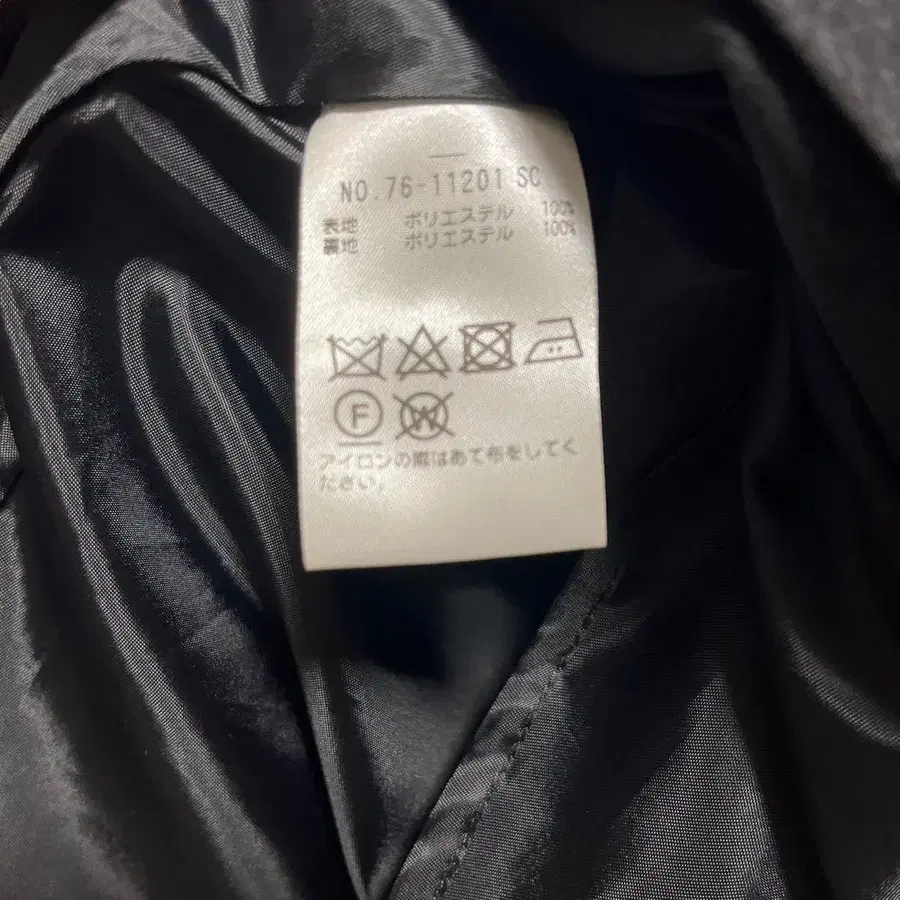 NO.76-11201 SC
表地 ポリエステル 100%
裏地 ポリエステル 100%
F W
アイロンの際はあて布をしてく
ださい。